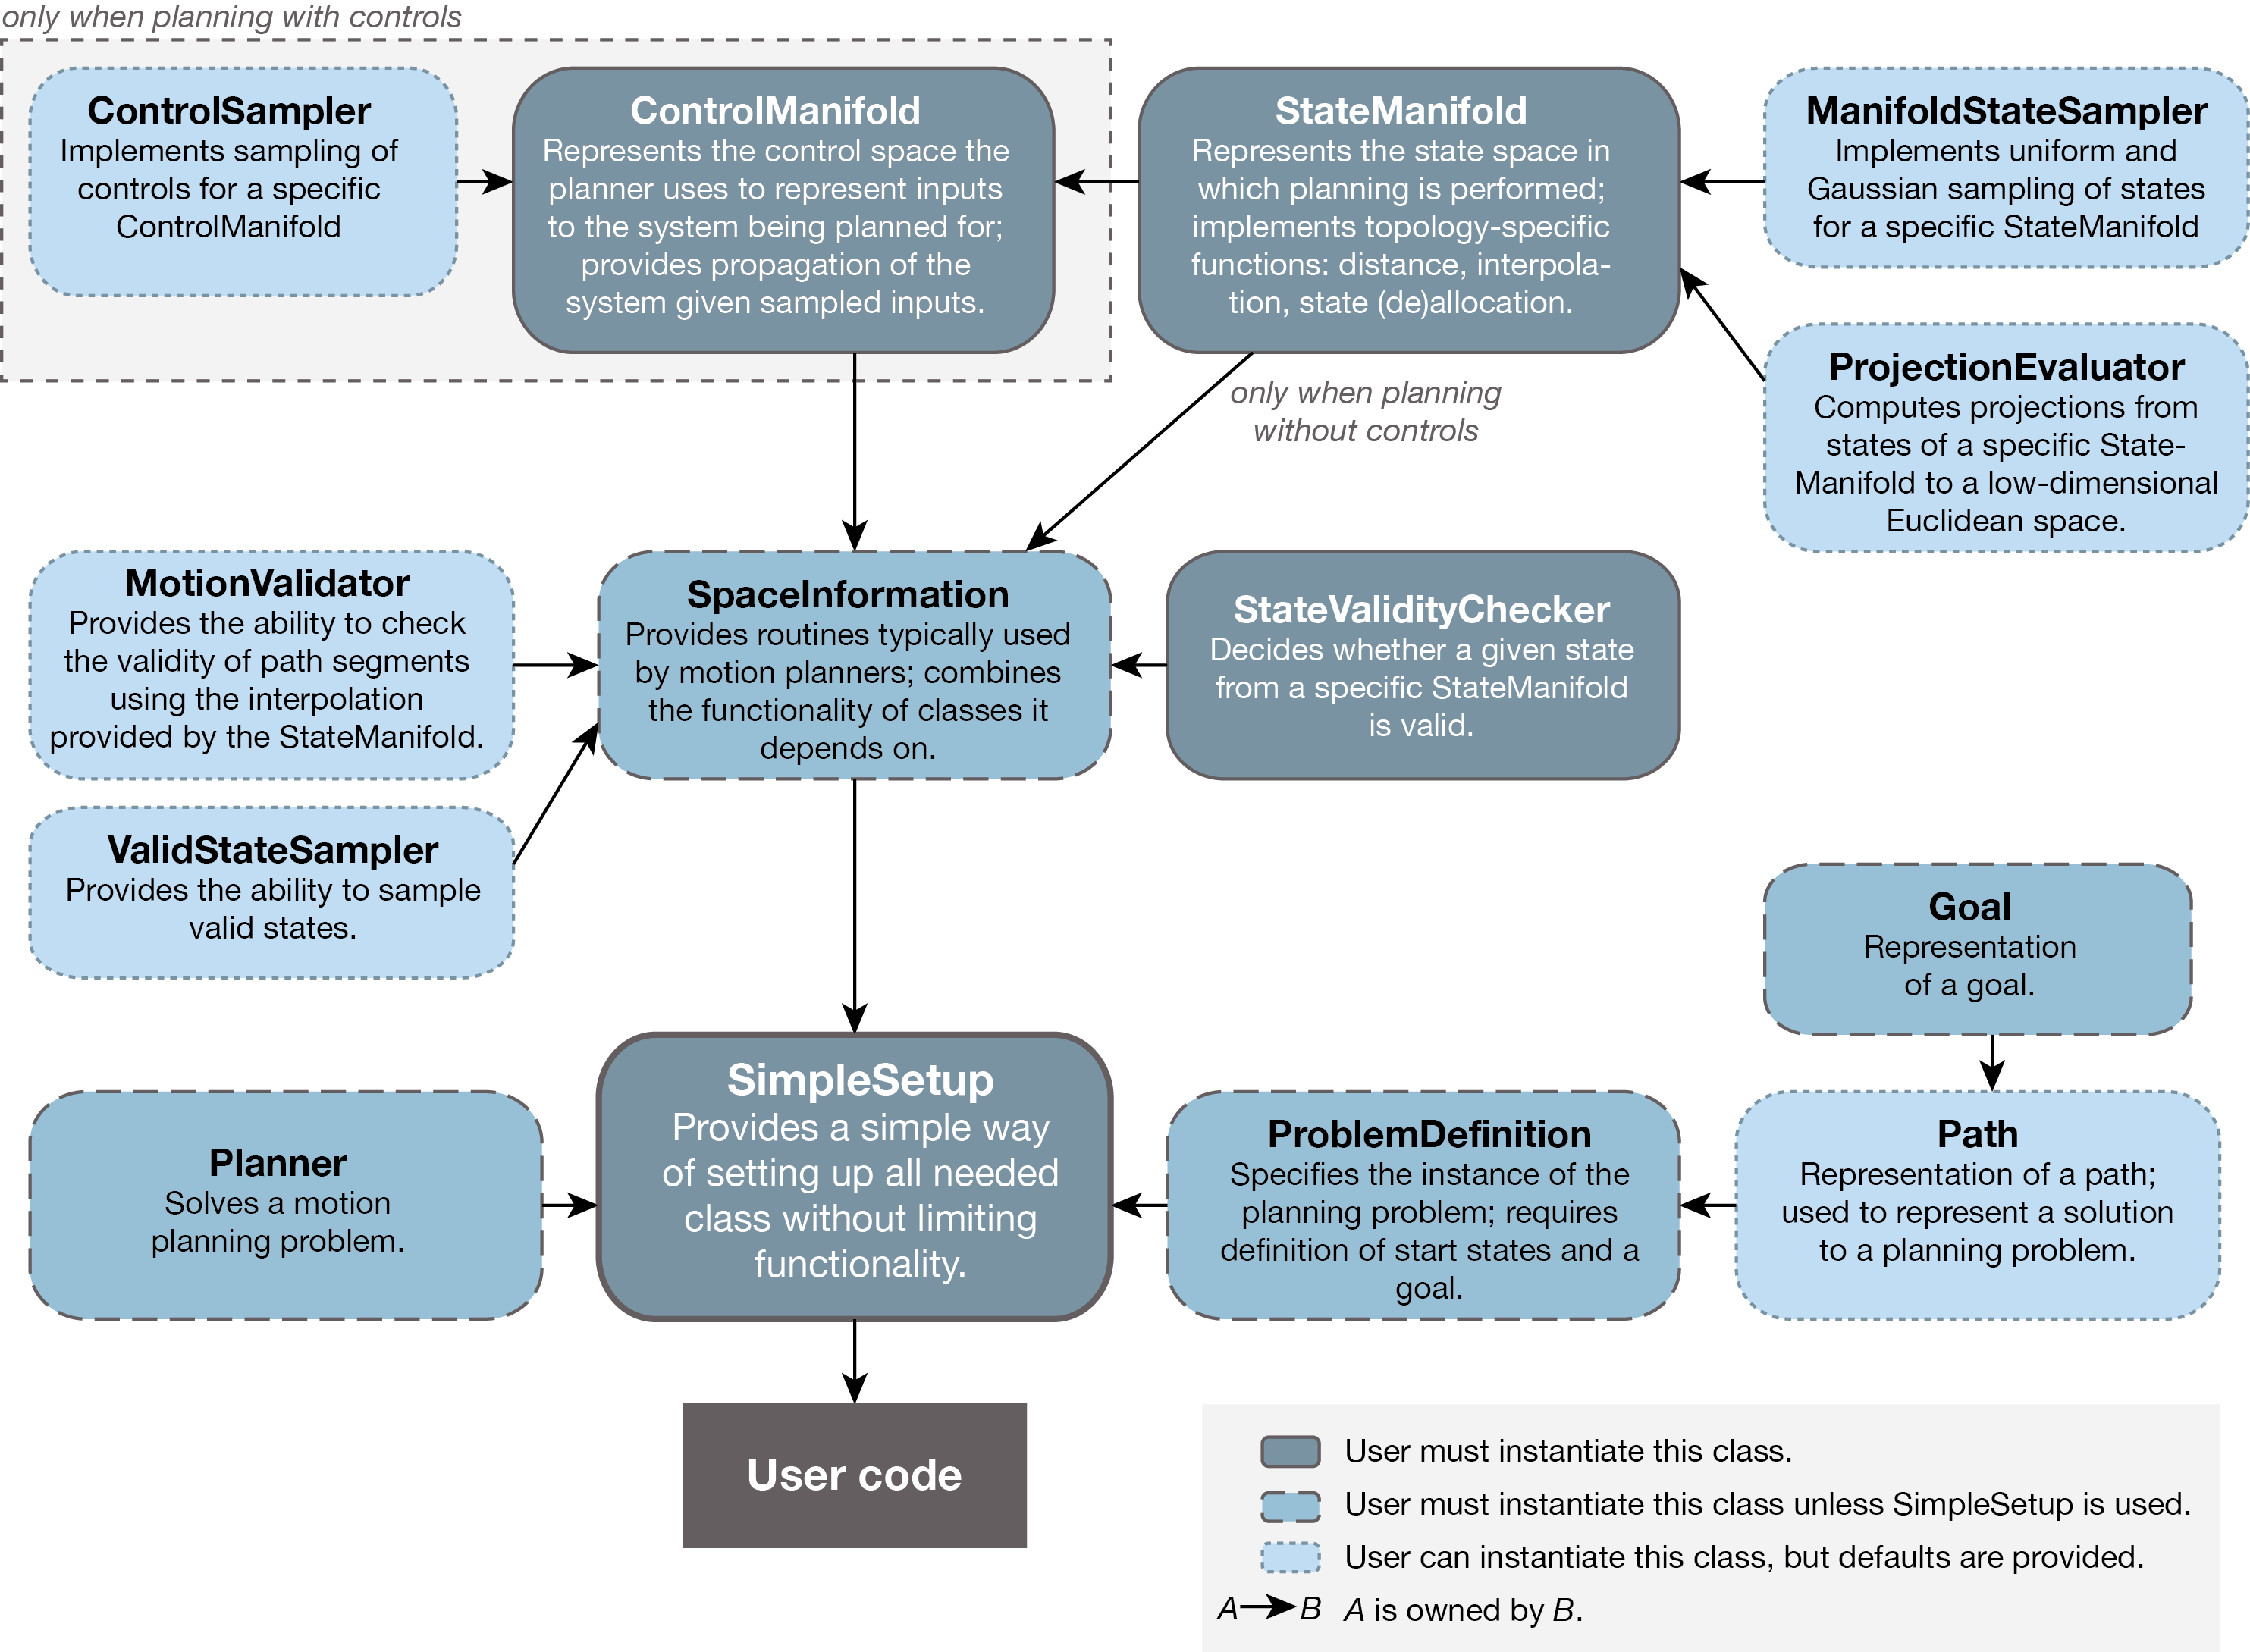 only when planning with controls
ControlSampler
Implements sampling of
controls for a specific
ControlManifold
ControlManifold
Represents the control space the
planner uses to represent inputs
to the system being planned for;
provides propagation of the
system given sampled inputs.
StateManifold
Represents the state space in
which planning is performed;
implements topology-specific
functions: distance, interpola-
tion, state (de)allocation.
ManifoldStateSampler
Implements uniform and
Gaussian sampling of states
for a specific StateManifold
only when planning
without controls
ProjectionEvaluator
Computes projections from
states of a specific State-
Manifold to a low-dimensional
Euclidean space.
MotionValidator
Provides the ability to check
the validity of path segments
using the interpolation
provided by the StateManifold.
SpaceInformation
Provides routines typically used
by motion planners; combines
the functionality of classes it
depends on.
StateValidityChecker
Decides whether a given state
from a specific StateManifold
is valid.
ValidStateSampler
Provides the ability to sample
valid states.
Goal
Representation
of a goal.
Planner
Solves a motion
planning problem.
SimpleSetup
Provides a simple way
of setting up all needed
class without limiting
functionality.
ProblemDefinition
Specifies the instance of the
planning problem; requires
definition of start states and a
goal.
Path
Representation of a path;
used to represent a solution
to a planning problem.
User code
User must instantiate this class.
User must instantiate this class unless SimpleSetup is used.
User can instantiate this class, but defaults are provided.
A B A is owned by B.